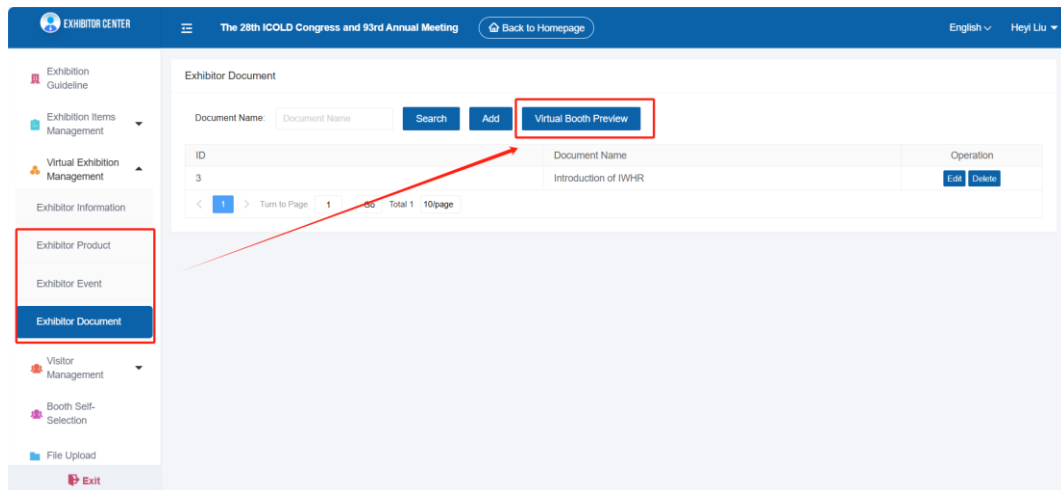 EXHIBITOR CENTER
The 28th ICOLD Congress and 93rd Annual Meeting
Back to Homepage
English
Heyi Liu
Exhibition
Guideline
Exhibition Items
Management
Virtual Exhibition
Management
Exhibitor Information
Exhibitor Product
Exhibitor Event
Exhibitor Document
Visitor
Management
Booth Self-
Selection
File Upload
Exit
Exhibitor Document
Document Name: Document Name Search Add Virtual Booth Preview
ID Document Name Operation
3 Introduction of IWHR Edit Delete
< 1 > Turn to Page 1 Go Total 1 10/page